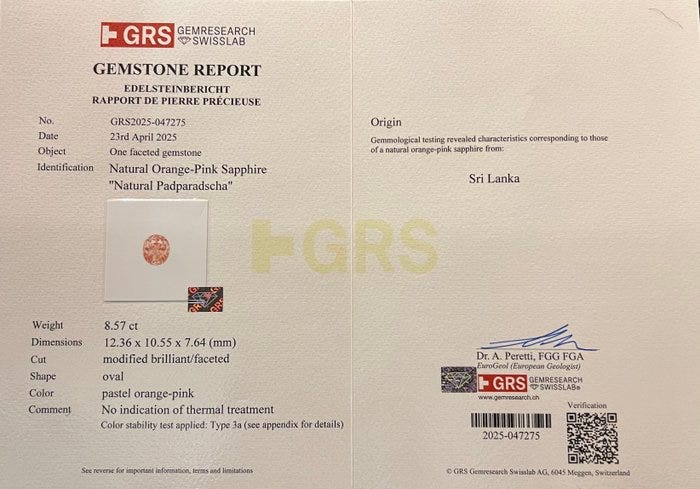 GRS GEMRESEARCH
SWISSLAB
GEMSTONE REPORT
EDELSTEINBERICHT
RAPPORT DE PIERRE PRÉCIEUSE
No. GRS2025-047275
Date 23rd April 2025
Object One faceted gemstone
Identification Natural Orange-Pink Sapphire
"Natural Padparadscha"
GRS
Weight 8.57 ct
Dimensions 12.36 x 10.55 x 7.64 (mm)
Cut modified brilliant/faceted
Shape oval
Color pastel orange-pink
Comment No indication of thermal treatment
Color stability test applied: Type 3a (see appendix for details)
See reverse for important information, terms and limitations
Origin
Gemmological testing revealed characteristics corresponding to those
of a natural orange-pink sapphire from:
Sri Lanka
Dr. A. Peretti, FGG FGA
EuroGeol (European Geologist)
GRS GEMRESEARCH
SWISSLAB®
www.gemresearch.ch
Verification
2025-047275
© GRS Gemresearch Swisslab AG, 6045 Meggen, Switzerland